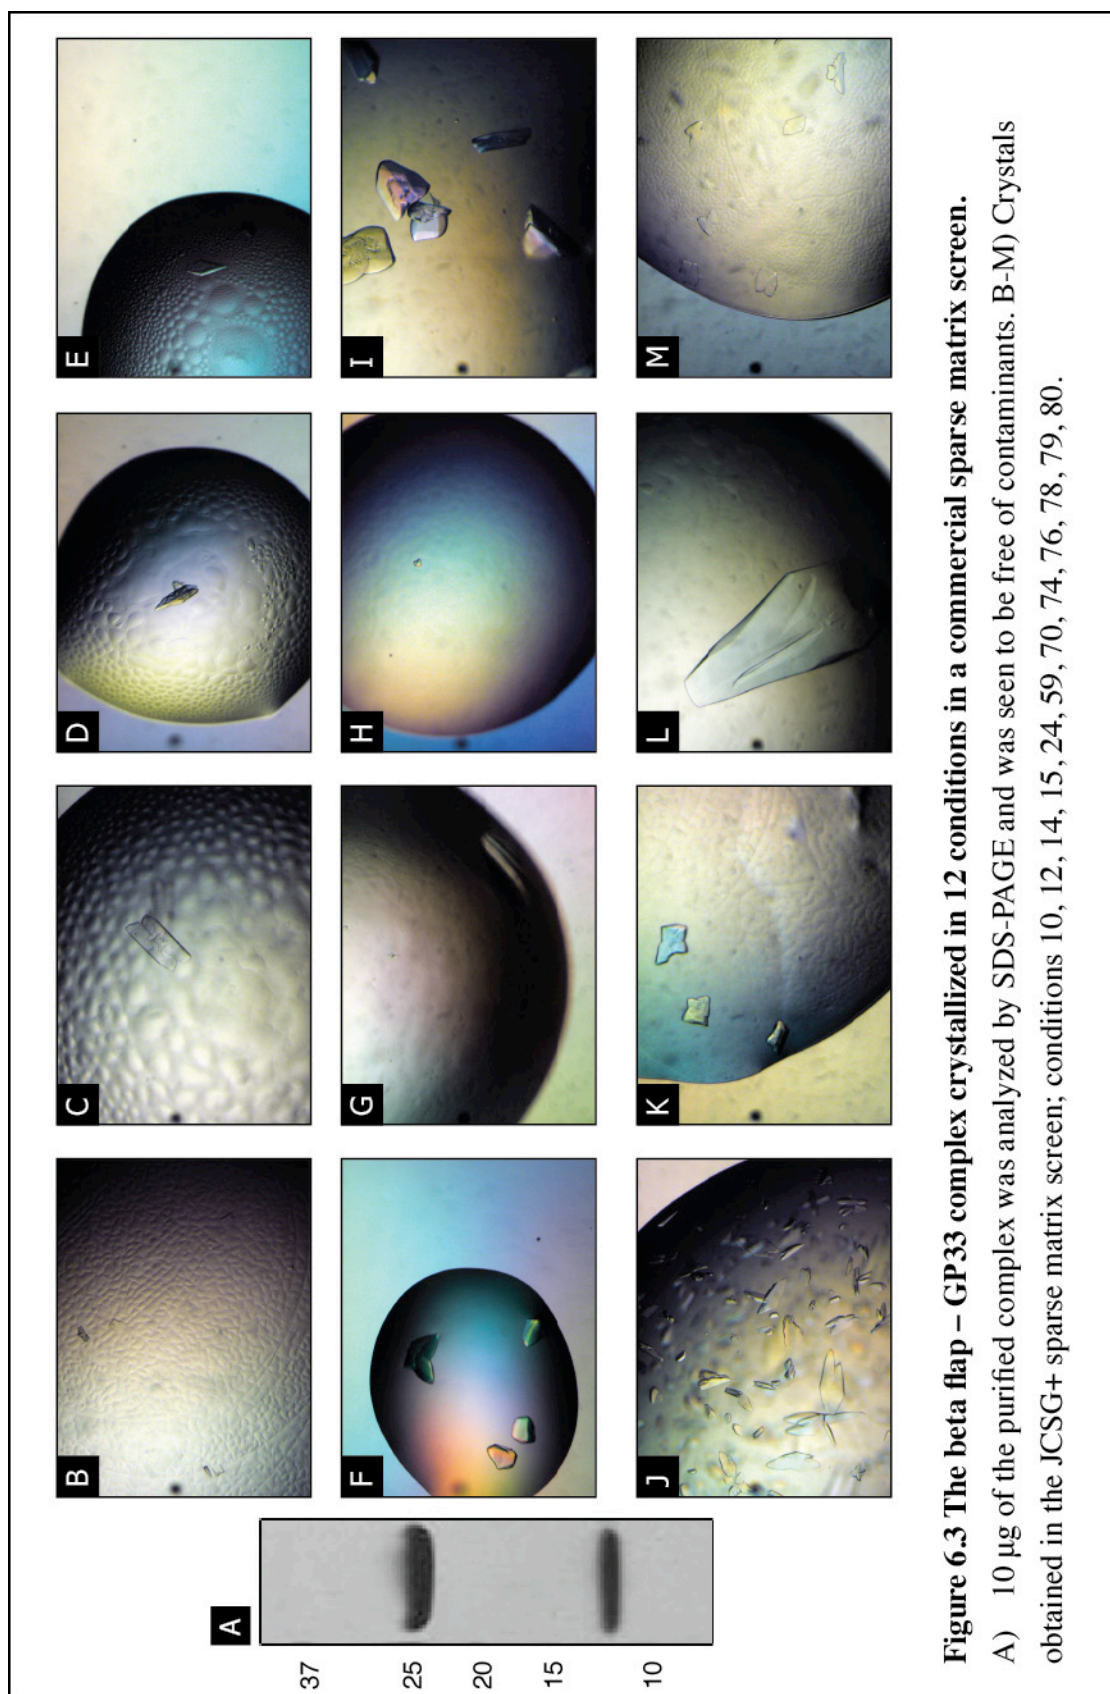 A
37
25
20
15
10
B
C
D
E
F
G
H
I
J
K
L
M
Figure 6.3 The beta flap – GP33 complex crystallized in 12 conditions in a commercial sparse matrix screen.
A) 10 µg of the purified complex was analyzed by SDS-PAGE and was seen to be free of contaminants. B-M) Crystals
obtained in the JCSG+ sparse matrix screen; conditions 10, 12, 14, 15, 24, 59, 70, 74, 76, 78, 79, 80.